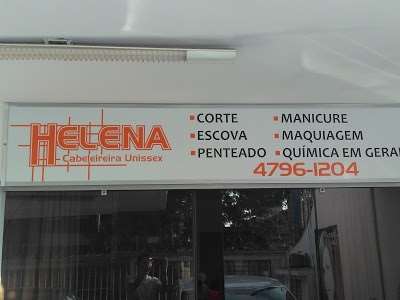 HELENA
Cabeleireira Unissex
▪CORTE ▪MANICURE
▪ESCOVA ▪MAQUIAGEM
▪PENTEADO ▪QUÍMICA EM GERAL
4796-1204